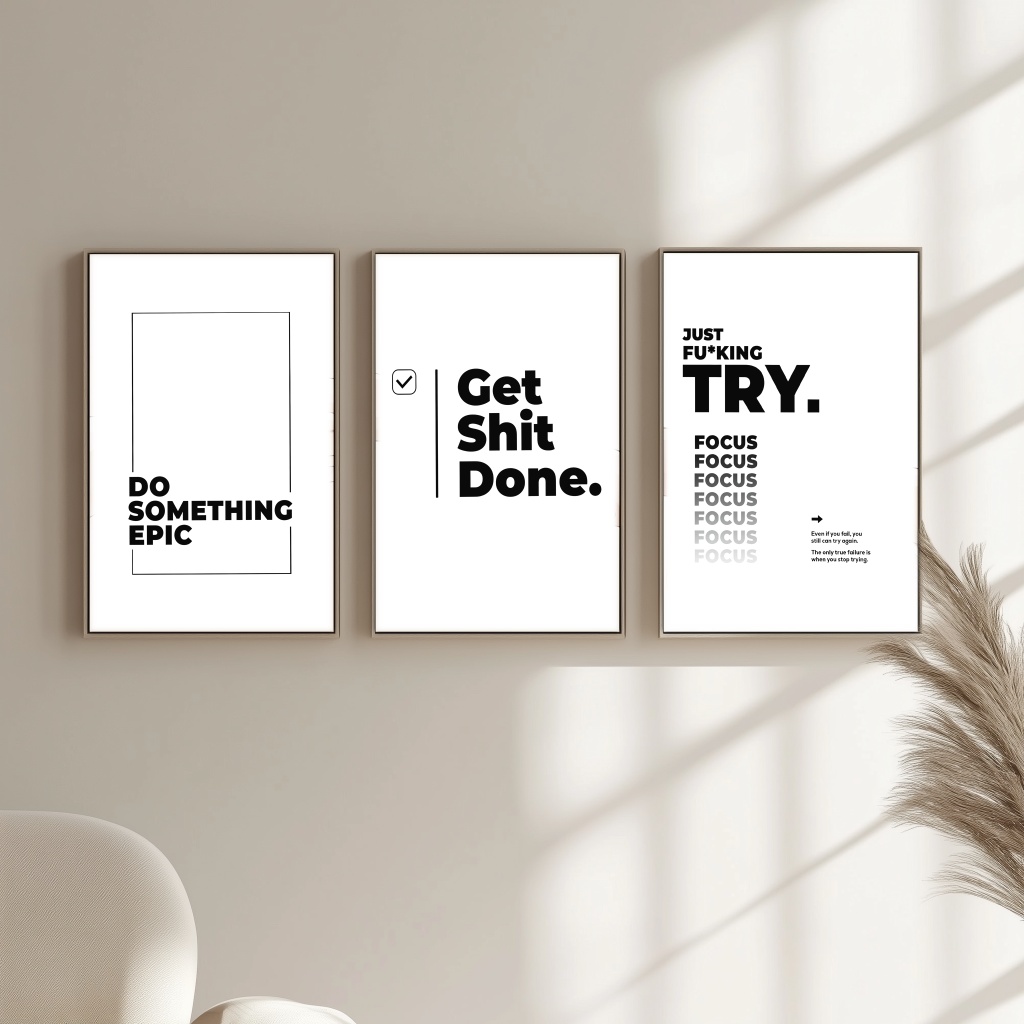 DO
SOMETHING
EPIC
Get
Shit
Done.
JUST
FU*KING
TRY.
FOCUS
FOCUS
FOCUS
FOCUS
FOCUS
FOCUS
FOCUS
Even if you fail, you
still can try again.
The only true failure is
when you stop trying.